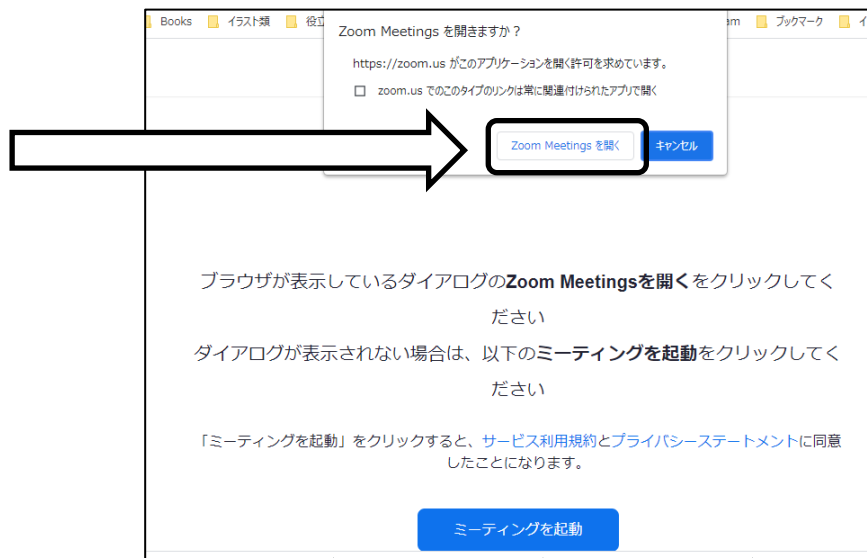 Books イラスト類 役立 am ブックマーク イ
Zoom Meetings を開きますか？
https://zoom.us がこのアプリケーションを開く許可を求めています。
zoom.us でのこのタイプのリンクは常に関連付けられたアプリで開く
Zoom Meetings を開く キャンセル
ブラウザが表示しているダイアログのZoom Meetingsを開くをクリックしてく
ださい
ダイアログが表示されない場合は、以下のミーティングを起動をクリックしてく
ださい
「ミーティングを起動」をクリックすると、サービス利用規約とプライバシーステートメントに同意
したことになります。
ミーティングを起動